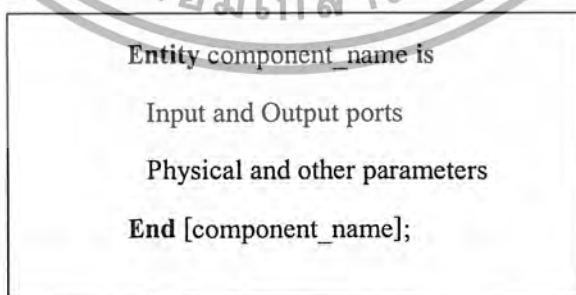 Entity component_name is
Input and Output ports
Physical and other parameters
End [component_name];